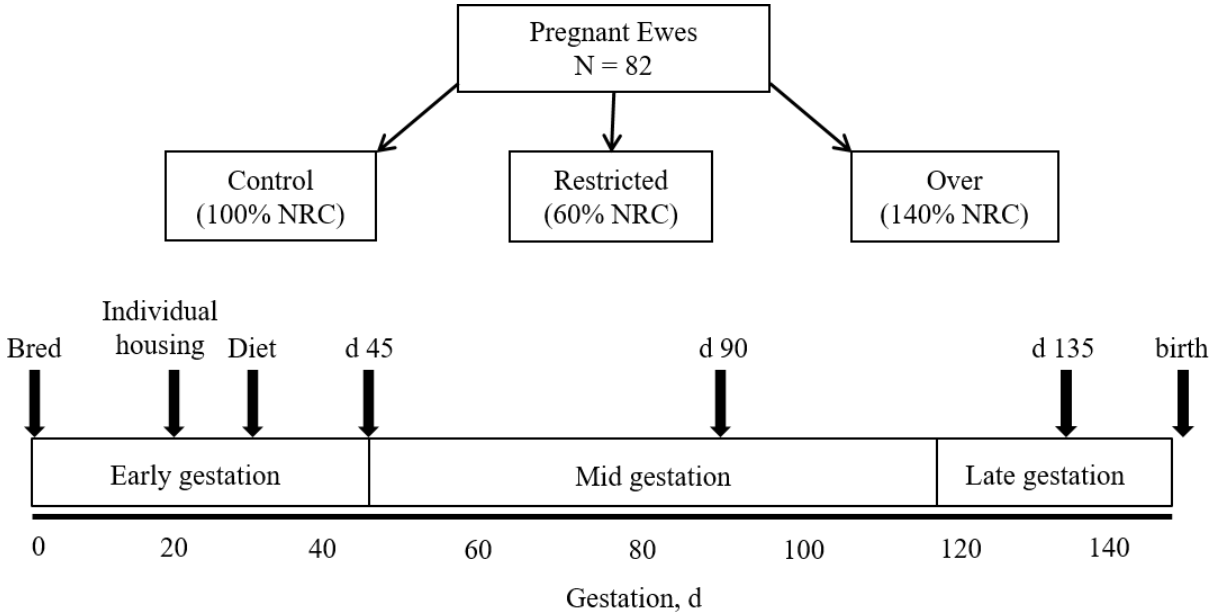 Pregnant Ewes
N = 82
Control
(100% NRC)
Restricted
(60% NRC)
Over
(140% NRC)
Bred
Individual
housing
Diet
d 45
d 90
d 135
birth
Early gestation
Mid gestation
Late gestation
0 20 40 60 80 100 120 140
Gestation, d